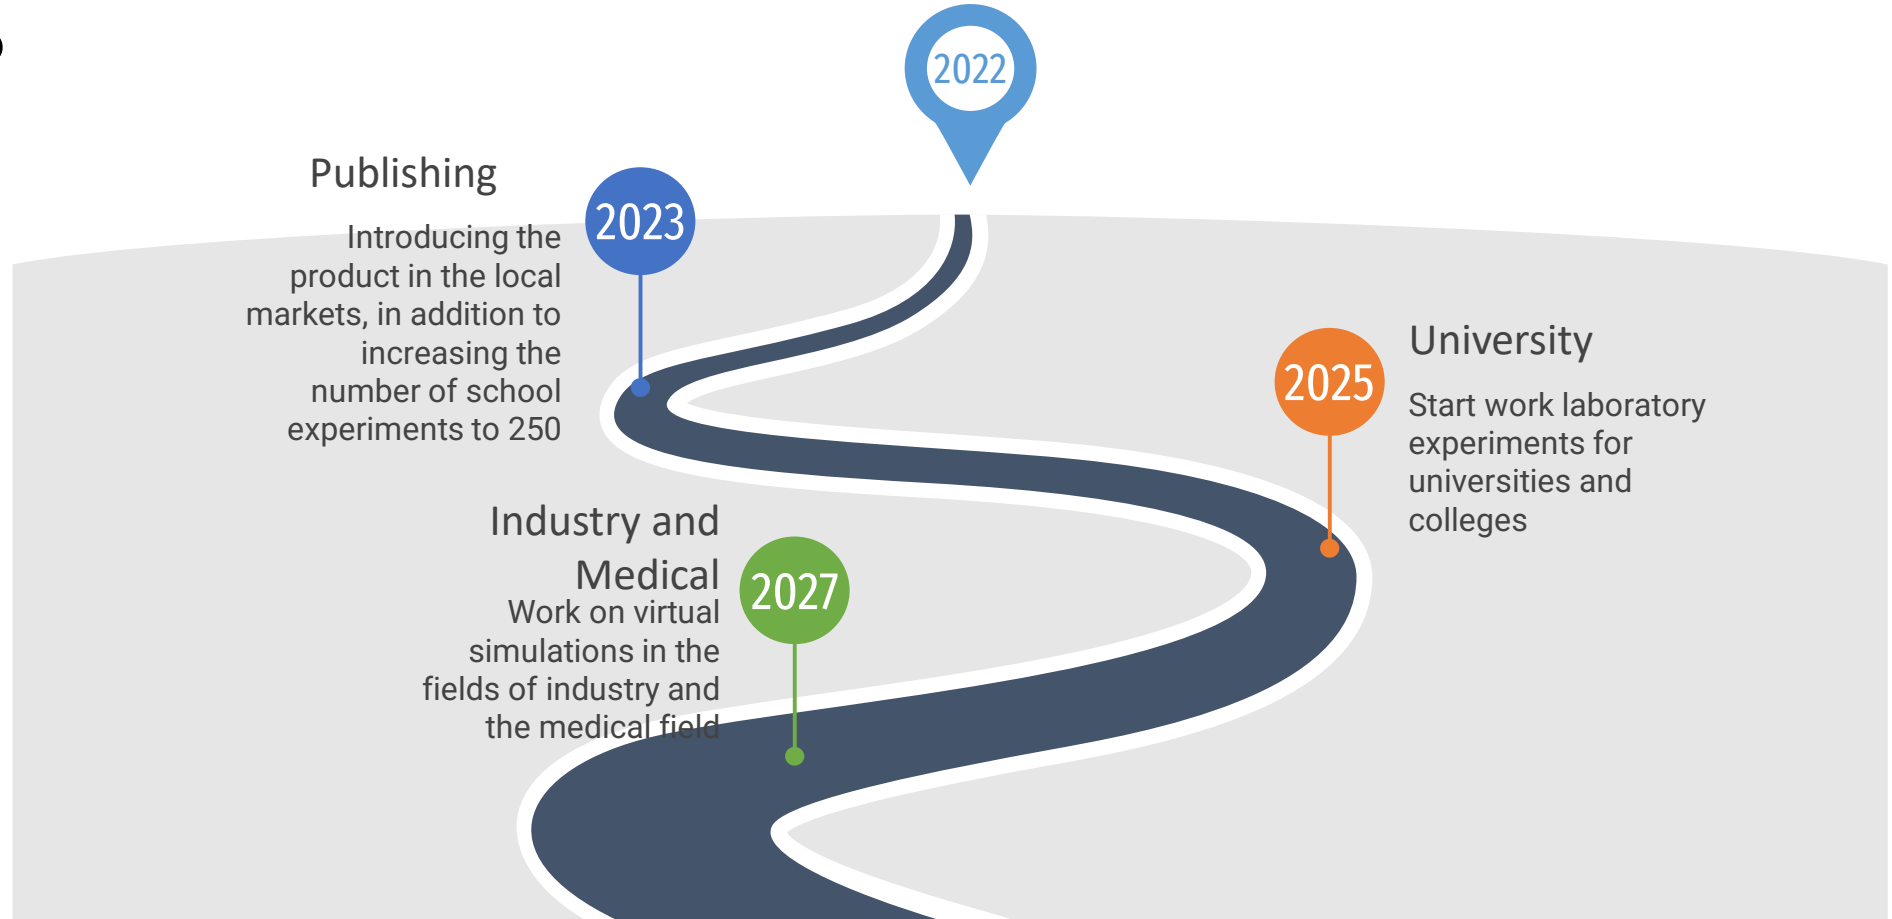 2022
Publishing
2023
Introducing the
product in the local
markets, in addition to
increasing the
number of school
experiments to 250
University
2025
Start work laboratory
experiments for
universities and
colleges
Industry and
Medical
2027
Work on virtual
simulations in the
fields of industry and
the medical field